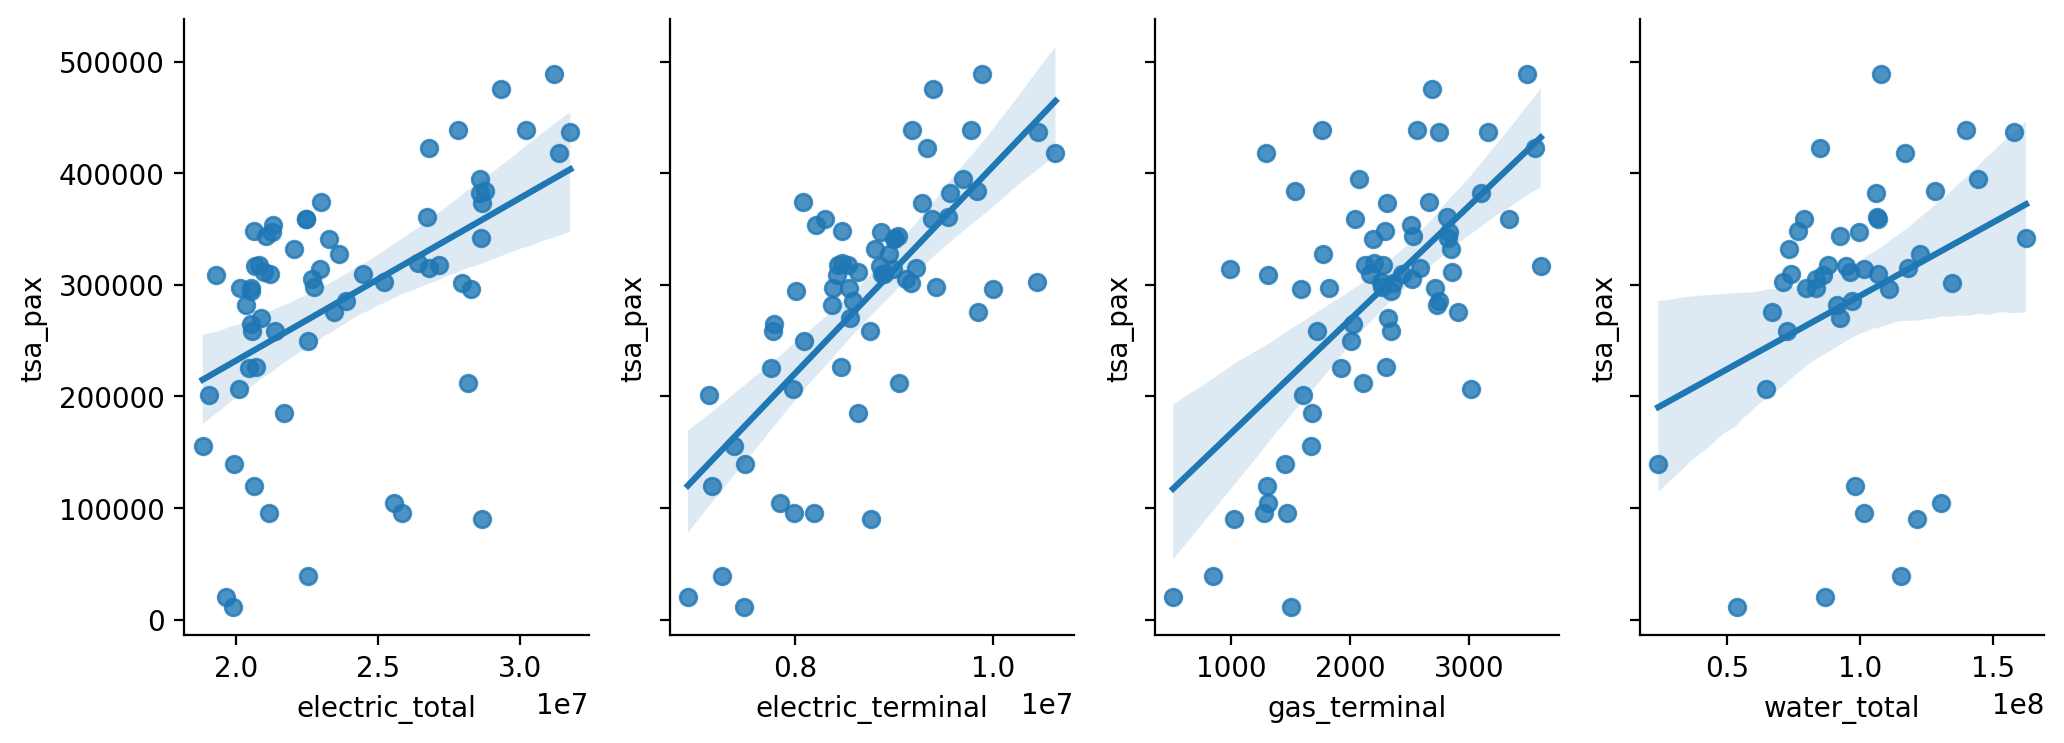 500000
400000
300000
200000
100000
0
tsa_pax
2.0 2.5 3.0
electric_total 1e7
tsa_pax
0.8 1.0
electric_terminal 1e7
tsa_pax
1000 2000 3000
gas_terminal
tsa_pax
0.5 1.0 1.5
water_total 1e8